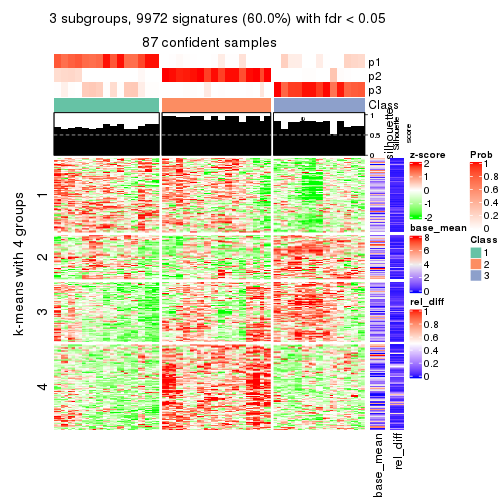 3 subgroups, 9972 signatures (60.0%) with fdr < 0.05
87 confident samples
p1
p2
p3
Class
1
0.5
0
silhouette
Silhouette
score
k-means with 4 groups
1
2
3
4
base_mean
rel_diff
z-score
2
1
0
-1
-2
base_mean
8
6
4
2
0
rel_diff
1
0.8
0.6
0.4
0.2
0
Prob
1
0.8
0.6
0.4
0.2
0
Class
1
2
3